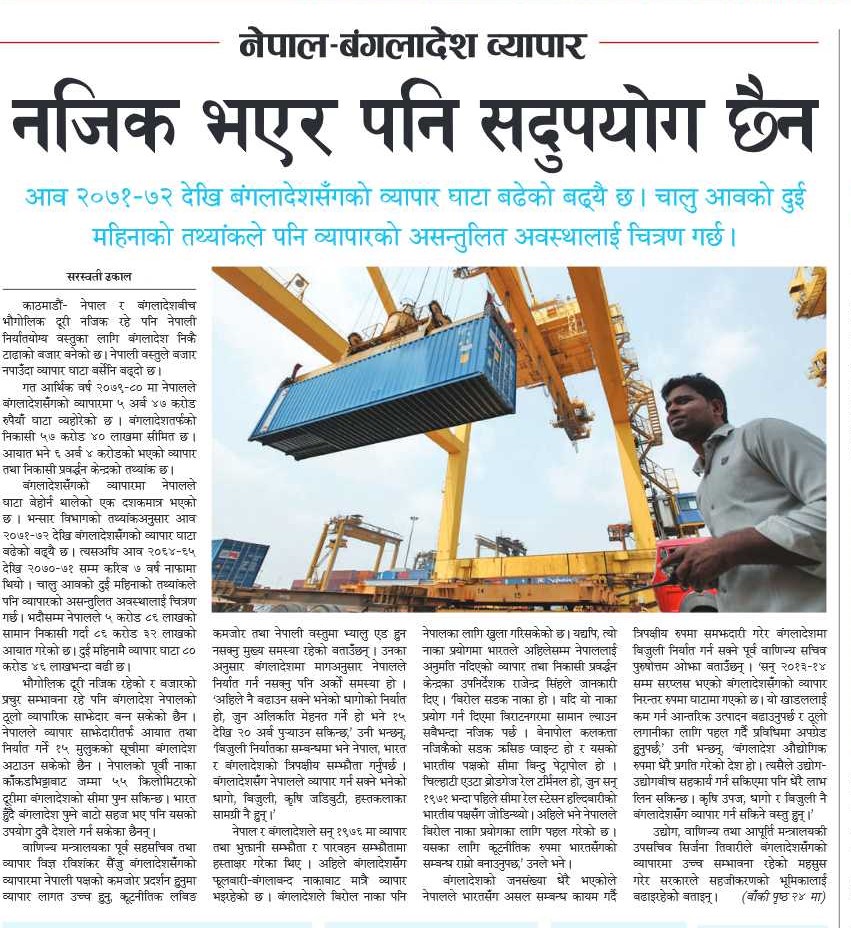 नेपाल-बंगलादेश व्यापार
नजिक भएर पनि सदुपयोग छैन
आव २०७१-७२ देखि बंगलादेशसँगको व्यापार घाटा बढेको बढ्यै छ । चालु आवको दुई
महिनाको तथ्यांकले पनि व्यापारको असन्तुलित अवस्थालाई चित्रण गर्छ ।
सरस्वती ढकाल
काठमाडौं- नेपाल र बंगलादेशबीच
भौगोलिक दूरी नजिक रहे पनि नेपाली
निर्यातयोग्य वस्तुका लागि बंगलादेश निकै
टाढाको बजार बनेको छ । नेपाली वस्तुले बजार
नपाउँदा व्यापार घाटा बर्सेनि बढ्दो छ ।
गत आर्थिक वर्ष २०७९-८० मा नेपालले
बंगलादेशसँगको व्यापारमा ५ अर्ब ४७ करोड
रुपैयाँ घाटा व्यहोरेको छ । बंगलादेशतर्फको
निकासी ५७ करोड ४० लाखमा सीमित छ ।
आयात भने ६ अर्ब ४ करोडको भएको व्यापार
तथा निकासी प्रवर्द्धन केन्द्रको तथ्यांक छ ।
बंगलादेशसँगको व्यापारमा नेपालले
घाटा बेहोर्न थालेको एक दशकमात्र भएको
छ । भन्सार विभागको तथ्यांकअनुसार आव
२०७१-७२ देखि बंगलादेशसँगको व्यापार घाटा
बढेको बढ्यै छ । त्यसअघि आव २०६४-६५
देखि २०७०-७१ सम्म करिब ७ वर्ष नाफामा
थियो । चालु आवको दुई महिनाको तथ्यांकले
पनि व्यापारको असन्तुलित अवस्थालाई चित्रण
गर्छ । भदौसम्म नेपालले ५ करोड ८६ लाखको
सामान निकासी गर्दा ८६ करोड ३२ लाखको
आयात गरेको छ । दुई महिनामै व्यापार घाटा ८०
करोड ४६ लाखभन्दा बढी छ ।
भौगोलिक दूरी नजिक रहेको र बजारको
प्रचुर सम्भावना रहे पनि बंगलादेश नेपालको
ठूलो व्यापारिक साझेदार बन्न सकेको छैन ।
नेपालले व्यापार साझेदारीतर्फ आयात तथा
निर्यात गर्ने १५ मुलुकको सूचीमा बंगलादेश
अटाउन सकेको छैन । नेपालको पूर्वी नाका
काँकडभिट्टाबाट जम्मा ५५ किलोमिटरको
दूरीमा बंगलादेशको सीमा पुग्न सकिन्छ । भारत
हुँदै बंगलादेश पुग्ने बाटो सहज भए पनि यसको
उपयोग दुवै देशले गर्न सकेका छैनन् ।
वाणिज्य मन्त्रालयका पूर्व सहसचिव तथा
व्यापार विज्ञ रविशंकर सैंजु बंगलादेशसँगको
व्यापारमा नेपाली पक्षको कमजोर प्रदर्शन हुनुमा
व्यापार लागत उच्च हुनु, कूटनीतिक लबिङ
कमजोर तथा नेपाली वस्तुमा भ्यालु एड हुन
नसक्नु मुख्य समस्या रहेको बताउँछन् । उनका
अनुसार बंगलादेशमा मागअनुसार नेपालले
निर्यात गर्न नसक्नु पनि अर्को समस्या हो ।
‘अहिले नै बढाउन सक्ने भनेको धागोको निर्यात
हो, जुन अलिकति मेहनत गर्ने हो भने १५
देखि २० अर्ब पुऱ्याउन सकिन्छ,’ उनी भन्छन्,
‘बिजुली निर्यातका सम्बन्धमा भने नेपाल, भारत
र बंगलादेशको त्रिपक्षीय सम्झौता गर्नुपर्छ ।
बंगलादेशसँग नेपालले व्यापार गर्न सक्ने भनेको
धागो, बिजुली, कृषि जडिबुटी, हस्तकलाका
सामग्री नै हुन् ।’
नेपाल र बंगलादेशले सन् १९७६ मा व्यापार
तथा भुक्तानी सम्झौता र पारवहन सम्झौतामा
हस्ताक्षर गरेका थिए । अहिले बंगलादेशसँग
फूलवारी-बंगलाबन्द नाकाबाट मात्रै व्यापार
भइरहेको छ । बंगलादेशले बिरोल नाका पनि
नेपालका लागि खुला गरिसकेको छ । यद्यपि, त्यो
नाका प्रयोगमा भारतले अहिलेसम्म नेपाललाई
अनुमति नदिएको व्यापार तथा निकासी प्रवर्द्धन
केन्द्रका उपनिर्देशक राजेन्द्र सिंहले जानकारी
दिए । ‘बिरोल सडक नाका हो । यदि यो नाका
प्रयोग गर्न दिएमा विराटनगरमा सामान ल्याउन
सबैभन्दा नजिक पर्छ । बेनापोल कलकत्ता
नजिकैको सडक क्रसिङ प्वाइन्ट हो र यसको
भारतीय पक्षको सीमा विन्दु पेट्रापोल हो ।
चिल्हाटी एउटा ब्रोडगेज रेल टर्मिनल हो, जुन सन्
१९७१ भन्दा पहिले सीमा रेल स्टेसन हल्दिबारीको
भारतीय पक्षसँग जोडिन्थ्यो । अहिले भने नेपालले
बिरोल नाका प्रयोगका लागि पहल गरेको छ ।
यसका लागि कूटनीतिक रुपमा भारतसँगको
सम्बन्ध राम्रो बनाउनुपछ,’ उनले भने ।
बंगलादेशको जनसंख्या धेरै भएकोले
नेपालले भारतसँग असल सम्बन्ध कायम गर्दै
त्रिपक्षीय रुपमा समझदारी गरेर बंगलादेशमा
बिजुली निर्यात गर्न सक्ने पूर्व वाणिज्य सचिव
पुरुषोत्तम ओझा बताउँछन् । ‘सन् २०१३-१४
सम्म सरप्लस भएको बंगलादेशसँगको व्यापार
निरन्तर रुपमा घाटामा गएको छ । यो खाडललाई
कम गर्न आन्तरिक उत्पादन बढाउनुपर्छ र ठूलो
लगानीका लागि पहल गर्दै प्रविधिमा अपग्रेड
हुनुपर्छ,’ उनी भन्छन्, ‘बंगलादेश औद्योगिक
रुपमा धेरै प्रगति गरेको देश हो । त्यसैले उद्योग-
उद्योगबीच सहकार्य गर्न सकिएमा पनि धेरै लाभ
लिन सकिन्छ । कृषि उपज, धागो र बिजुली नै
बंगलादेशसँग व्यापार गर्न सकिने वस्तु हुन् ।’
उद्योग, वाणिज्य तथा आपूर्ति मन्त्रालयकी
उपसचिव सिर्जना तिवारीले बंगलादेशसँगको
व्यापारमा उच्च सम्भावना रहेको महसुस
गरेर सरकारले सहजीकरणको भूमिकालाई
बढाइरहेको बताइन् । (बाँकी पृष्ठ २४ मा)